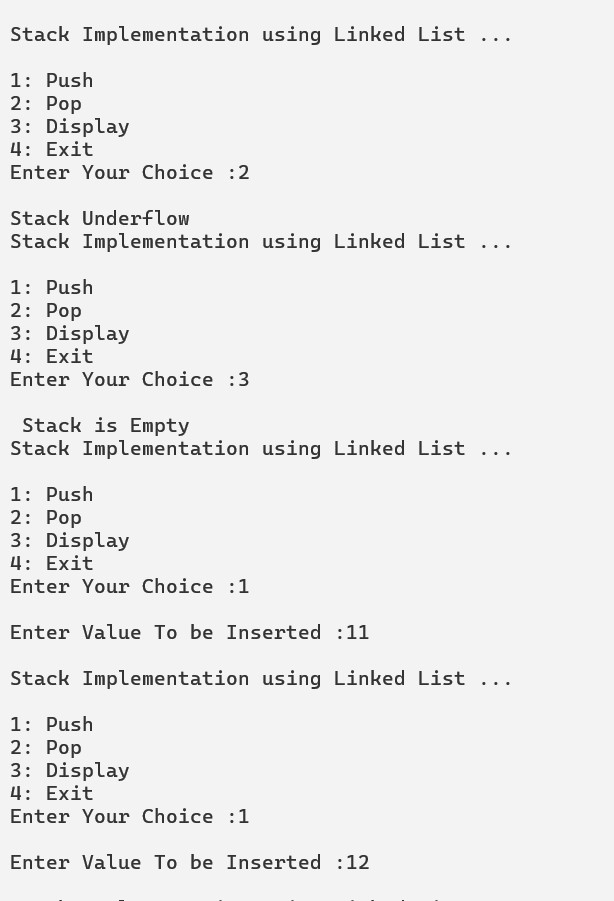 Stack Implementation using Linked List ...
1: Push
2: Pop
3: Display
4: Exit
Enter Your Choice :2
Stack Underflow
Stack Implementation using Linked List ...
1: Push
2: Pop
3: Display
4: Exit
Enter Your Choice :3
Stack is Empty
Stack Implementation using Linked List ...
1: Push
2: Pop
3: Display
4: Exit
Enter Your Choice :1
Enter Value To be Inserted :11
Stack Implementation using Linked List ...
1: Push
2: Pop
3: Display
4: Exit
Enter Your Choice :1
Enter Value To be Inserted :12